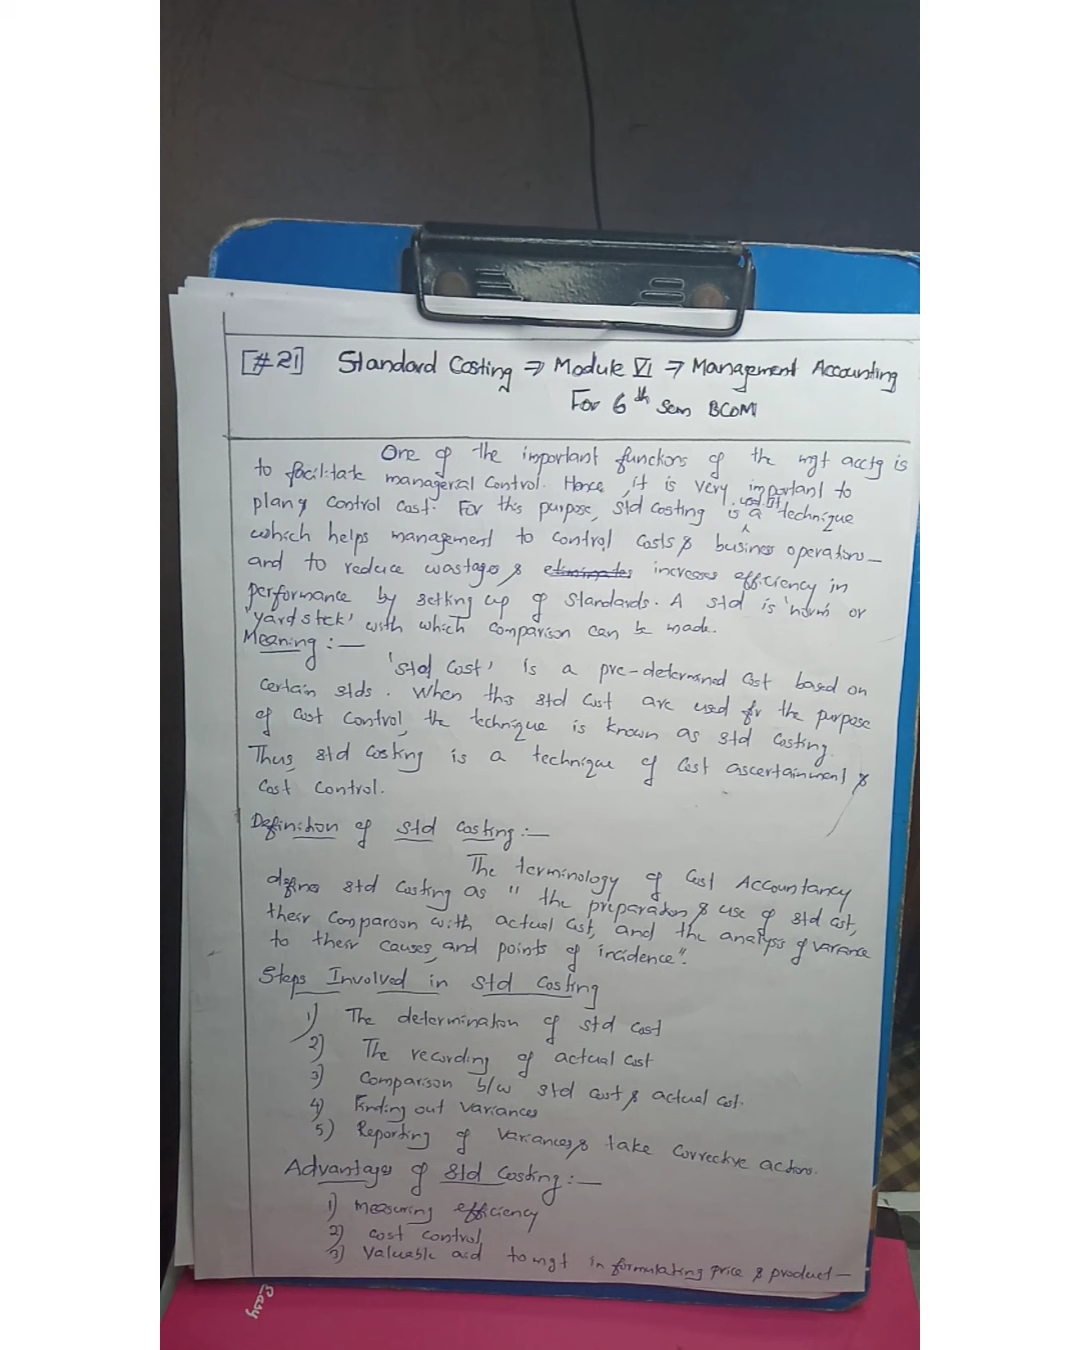 [#21] Standard Costing ⇒ Module VI ⇒ Management Accounting
For 6th Sem BCOM
One of the important functions of the mgt acctg is
to facilitate managerial control. Hence, it is very important to
plan & control cost. For this purpose, std costing is a useful technique
which helps management to control costs & business operations
and to reduce wastages & eliminates increases efficiency in
performance by setting up of standards. A std is 'norm' or
'yard stick' with which comparison can be made.
Meaning :—
'std cost' is a pre-determined cost based on
certain stds. When this std cost are used for the purpose
of cost control, the technique is known as std costing.
Thus, std costing is a technique of cost ascertainment &
cost control.
Definition of std costing :—
The terminology of Cost Accountancy
defines std costing as "the preparation & use of std cost,
their comparison with actual cost, and the analysis of variance
to their causes, and points of incidence".
Steps Involved in std costing
1) The determination of std cost
2) The recording of actual cost
3) Comparison b/w std cost & actual cost.
4) Finding out variances
5) Reporting of variances & take corrective actions.
Advantages of std costing :—
1) Measuring efficiency
2) cost control
3) Valuable aid to mgt in formulating price & product—
Easy